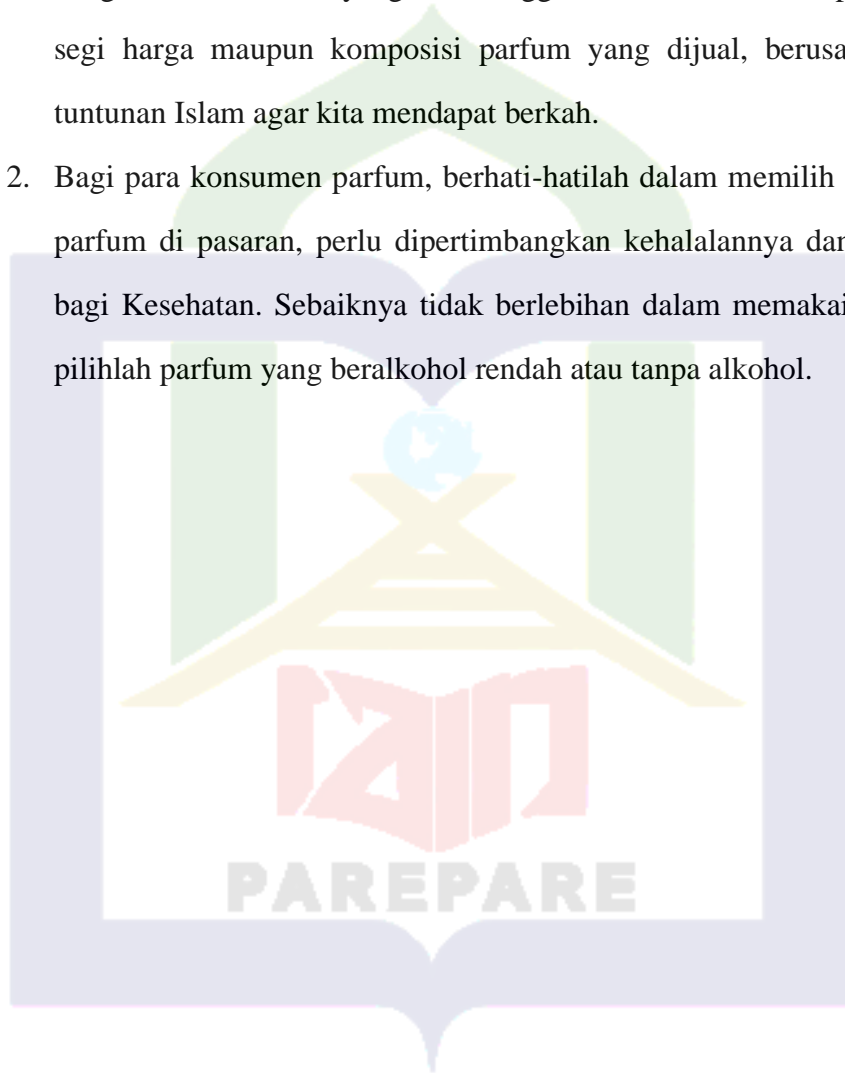 segi harga maupun komposisi parfum yang dijual,
tuntunan Islam agar kita mendapat berkah.
2. Bagi para konsumen parfum, berhati-hatilah dalam memilih
parfum di pasaran, perlu dipertimbangkan kehalalannya
bagi Kesehatan. Sebaiknya tidak berlebihan dalam memakai
pilihlah parfum yang beralkohol rendah atau tanpa alkohol.
iain
PAREPARE